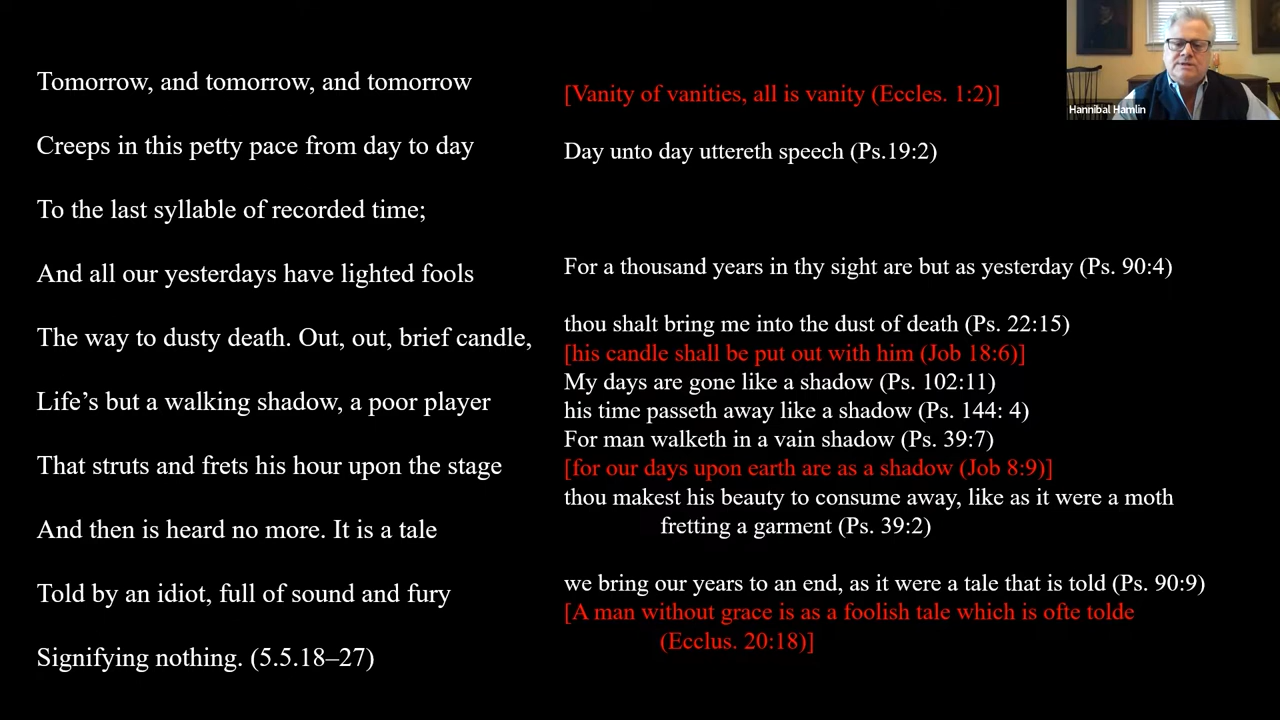 Tomorrow, and tomorrow, and tomorrow
Creeps in this petty pace from day to day
To the last syllable of recorded time;
And all our yesterdays have lighted fools
The way to dusty death. Out, out, brief candle,
Life’s but a walking shadow, a poor player
That struts and frets his hour upon the stage
And then is heard no more. It is a tale
Told by an idiot, full of sound and fury
Signifying nothing. (5.5.18–27)
[Vanity of vanities, all is vanity (Eccles. 1:2)]
Day unto day uttereth speech (Ps.19:2)
For a thousand years in thy sight are but as yesterday (Ps. 90:4)
thou shalt bring me into the dust of death (Ps. 22:15)
[his candle shall be put out with him (Job 18:6)]
My days are gone like a shadow (Ps. 102:11)
his time passeth away like a shadow (Ps. 144: 4)
For man walketh in a vain shadow (Ps. 39:7)
[for our days upon earth are as a shadow (Job 8:9)]
thou makest his beauty to consume away, like as it were a moth
fretting a garment (Ps. 39:2)
we bring our years to an end, as it were a tale that is told (Ps. 90:9)
[A man without grace is as a foolish tale which is ofte tolde
(Ecclus. 20:18)]
Hannibal Hamlin